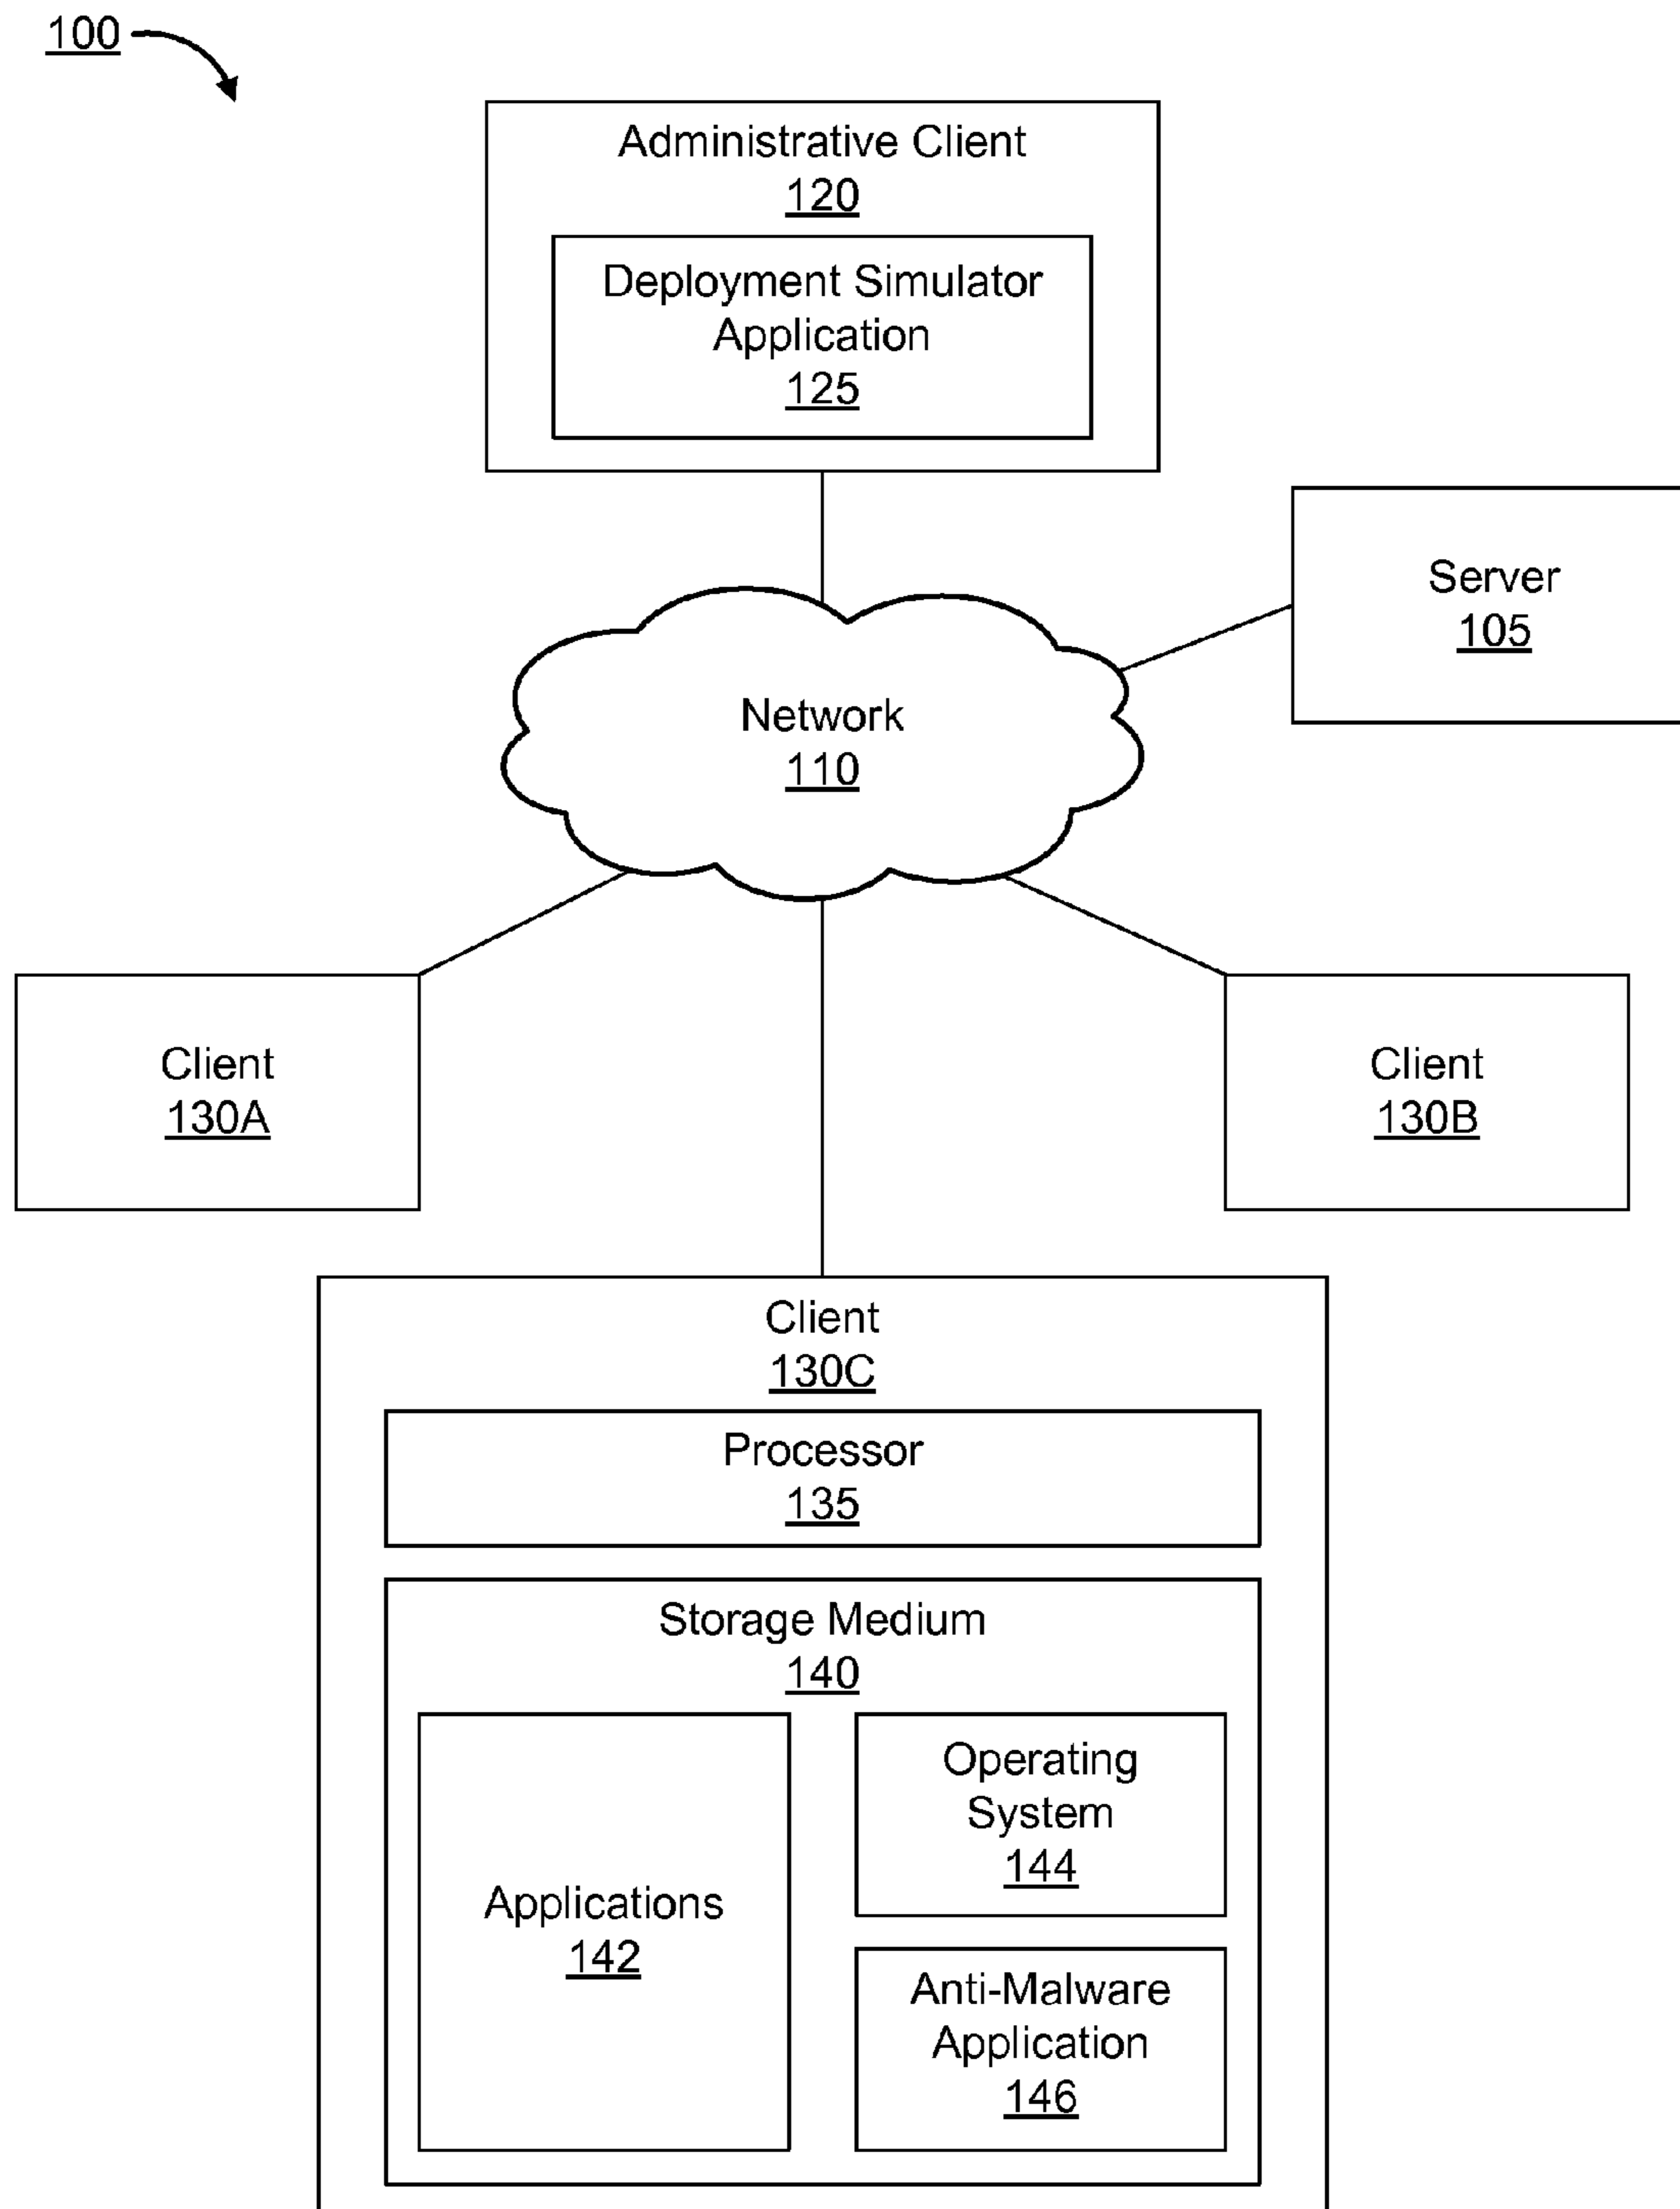 100
Administrative Client
120
Deployment Simulator
Application
125
Server
105
Network
110
Client
130A
Client
130B
Client
130C
Processor
135
Storage Medium
140
Applications
142
Operating
System
144
Anti-Malware
Application
146